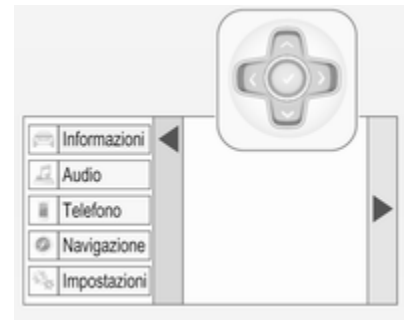 Informazioni
Audio
Telefono
Navigazione
Impostazioni